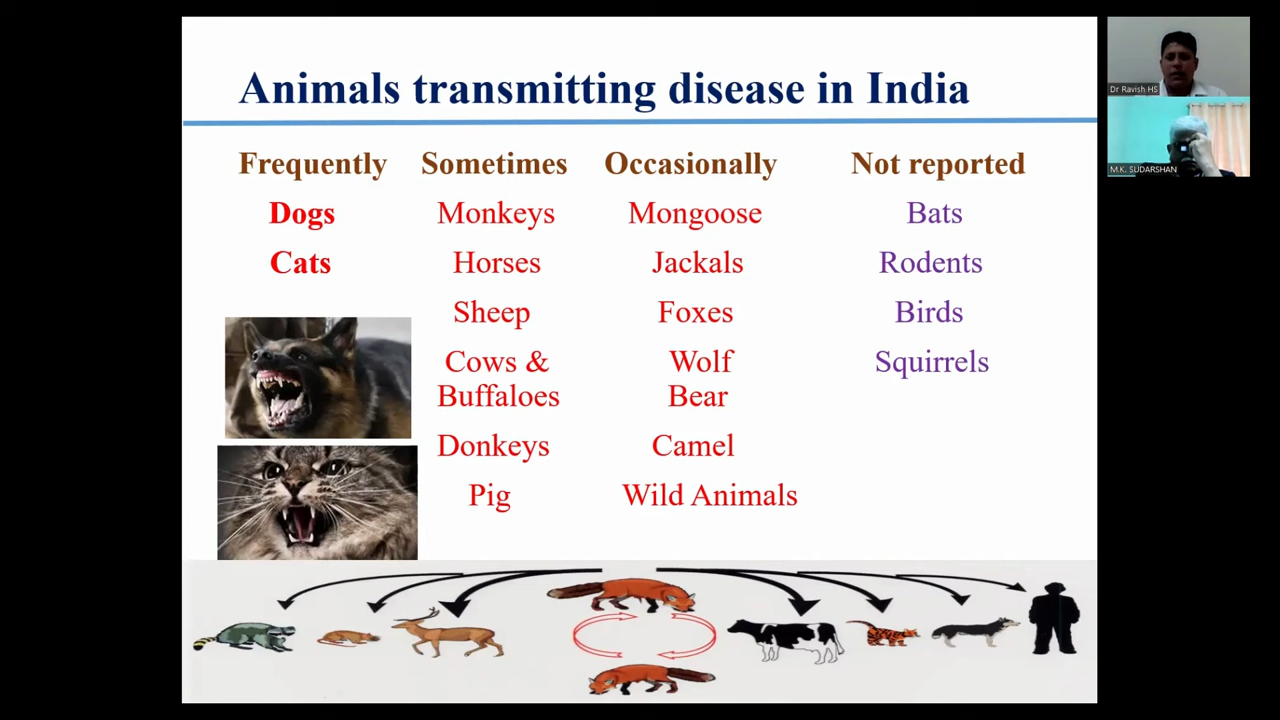 Animals transmitting disease in India
Frequently Sometimes Occasionally Not reported
Dogs Monkeys Mongoose Bats
Cats Horses Jackals Rodents
Sheep Foxes Birds
Cows & Wolf Squirrels
Buffaloes Bear
Donkeys Camel
Pig Wild Animals
Dr Ravish HS
M.K. SUDARSHAN